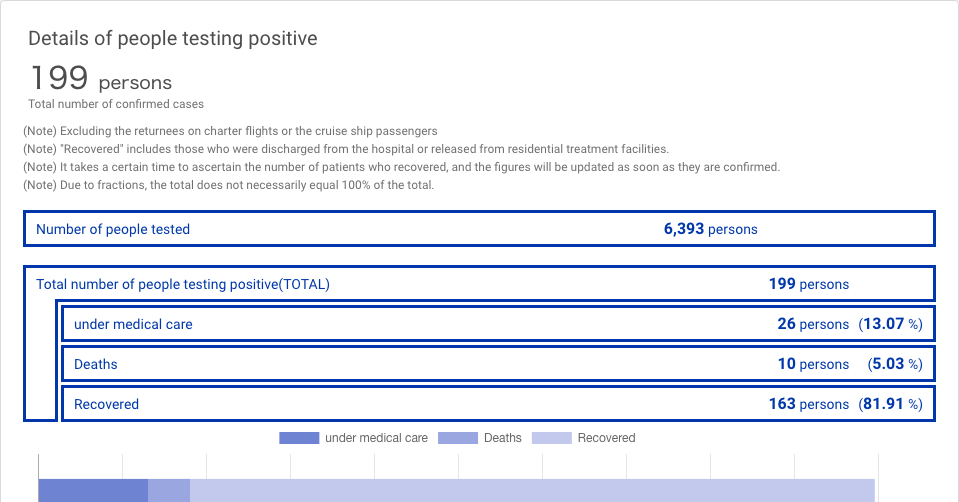 Details of people testing positive
199 persons
Total number of confirmed cases
(Note) Excluding the returnees on charter flights or the cruise ship passengers
(Note) "Recovered" includes those who were discharged from the hospital or released from residential treatment facilities.
(Note) It takes a certain time to ascertain the number of patients who recovered, and the figures will be updated as soon as they are confirmed.
(Note) Due to fractions, the total does not necessarily equal 100% of the total.
Number of people tested 6,393 persons
Total number of people testing positive(TOTAL) 199 persons
under medical care 26 persons (13.07 %)
Deaths 10 persons (5.03 %)
Recovered 163 persons (81.91 %)
under medical care Deaths Recovered